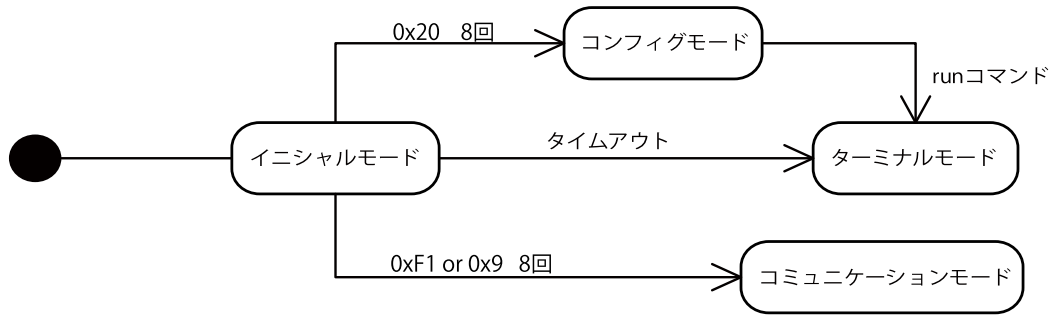 0x20 8回
コンフィグモード
runコマンド
タイムアウト
イニシャルモード
ターミナルモード
0xF1 or 0x9 8回
コミュニケーションモード